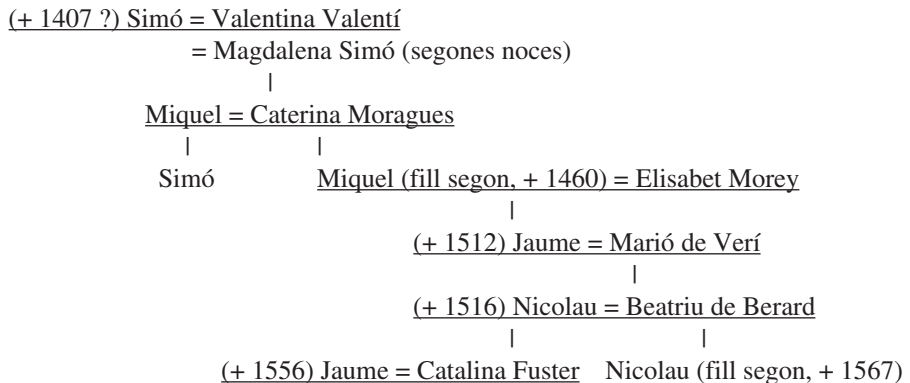 (+ 1407 ?) Simó = Valentina Valentí
= Magdalena Simó (segones noces)
|
Miquel = Caterina Moragues
| |
Simó Miquel (fill segon, + 1460) = Elisabet Morey
|
(+ 1512) Jaume = Marió de Verí
|
(+ 1516) Nicolau = Beatriu de Berard
| |
(+ 1556) Jaume = Catalina Fuster Nicolau (fill segon, + 1567)